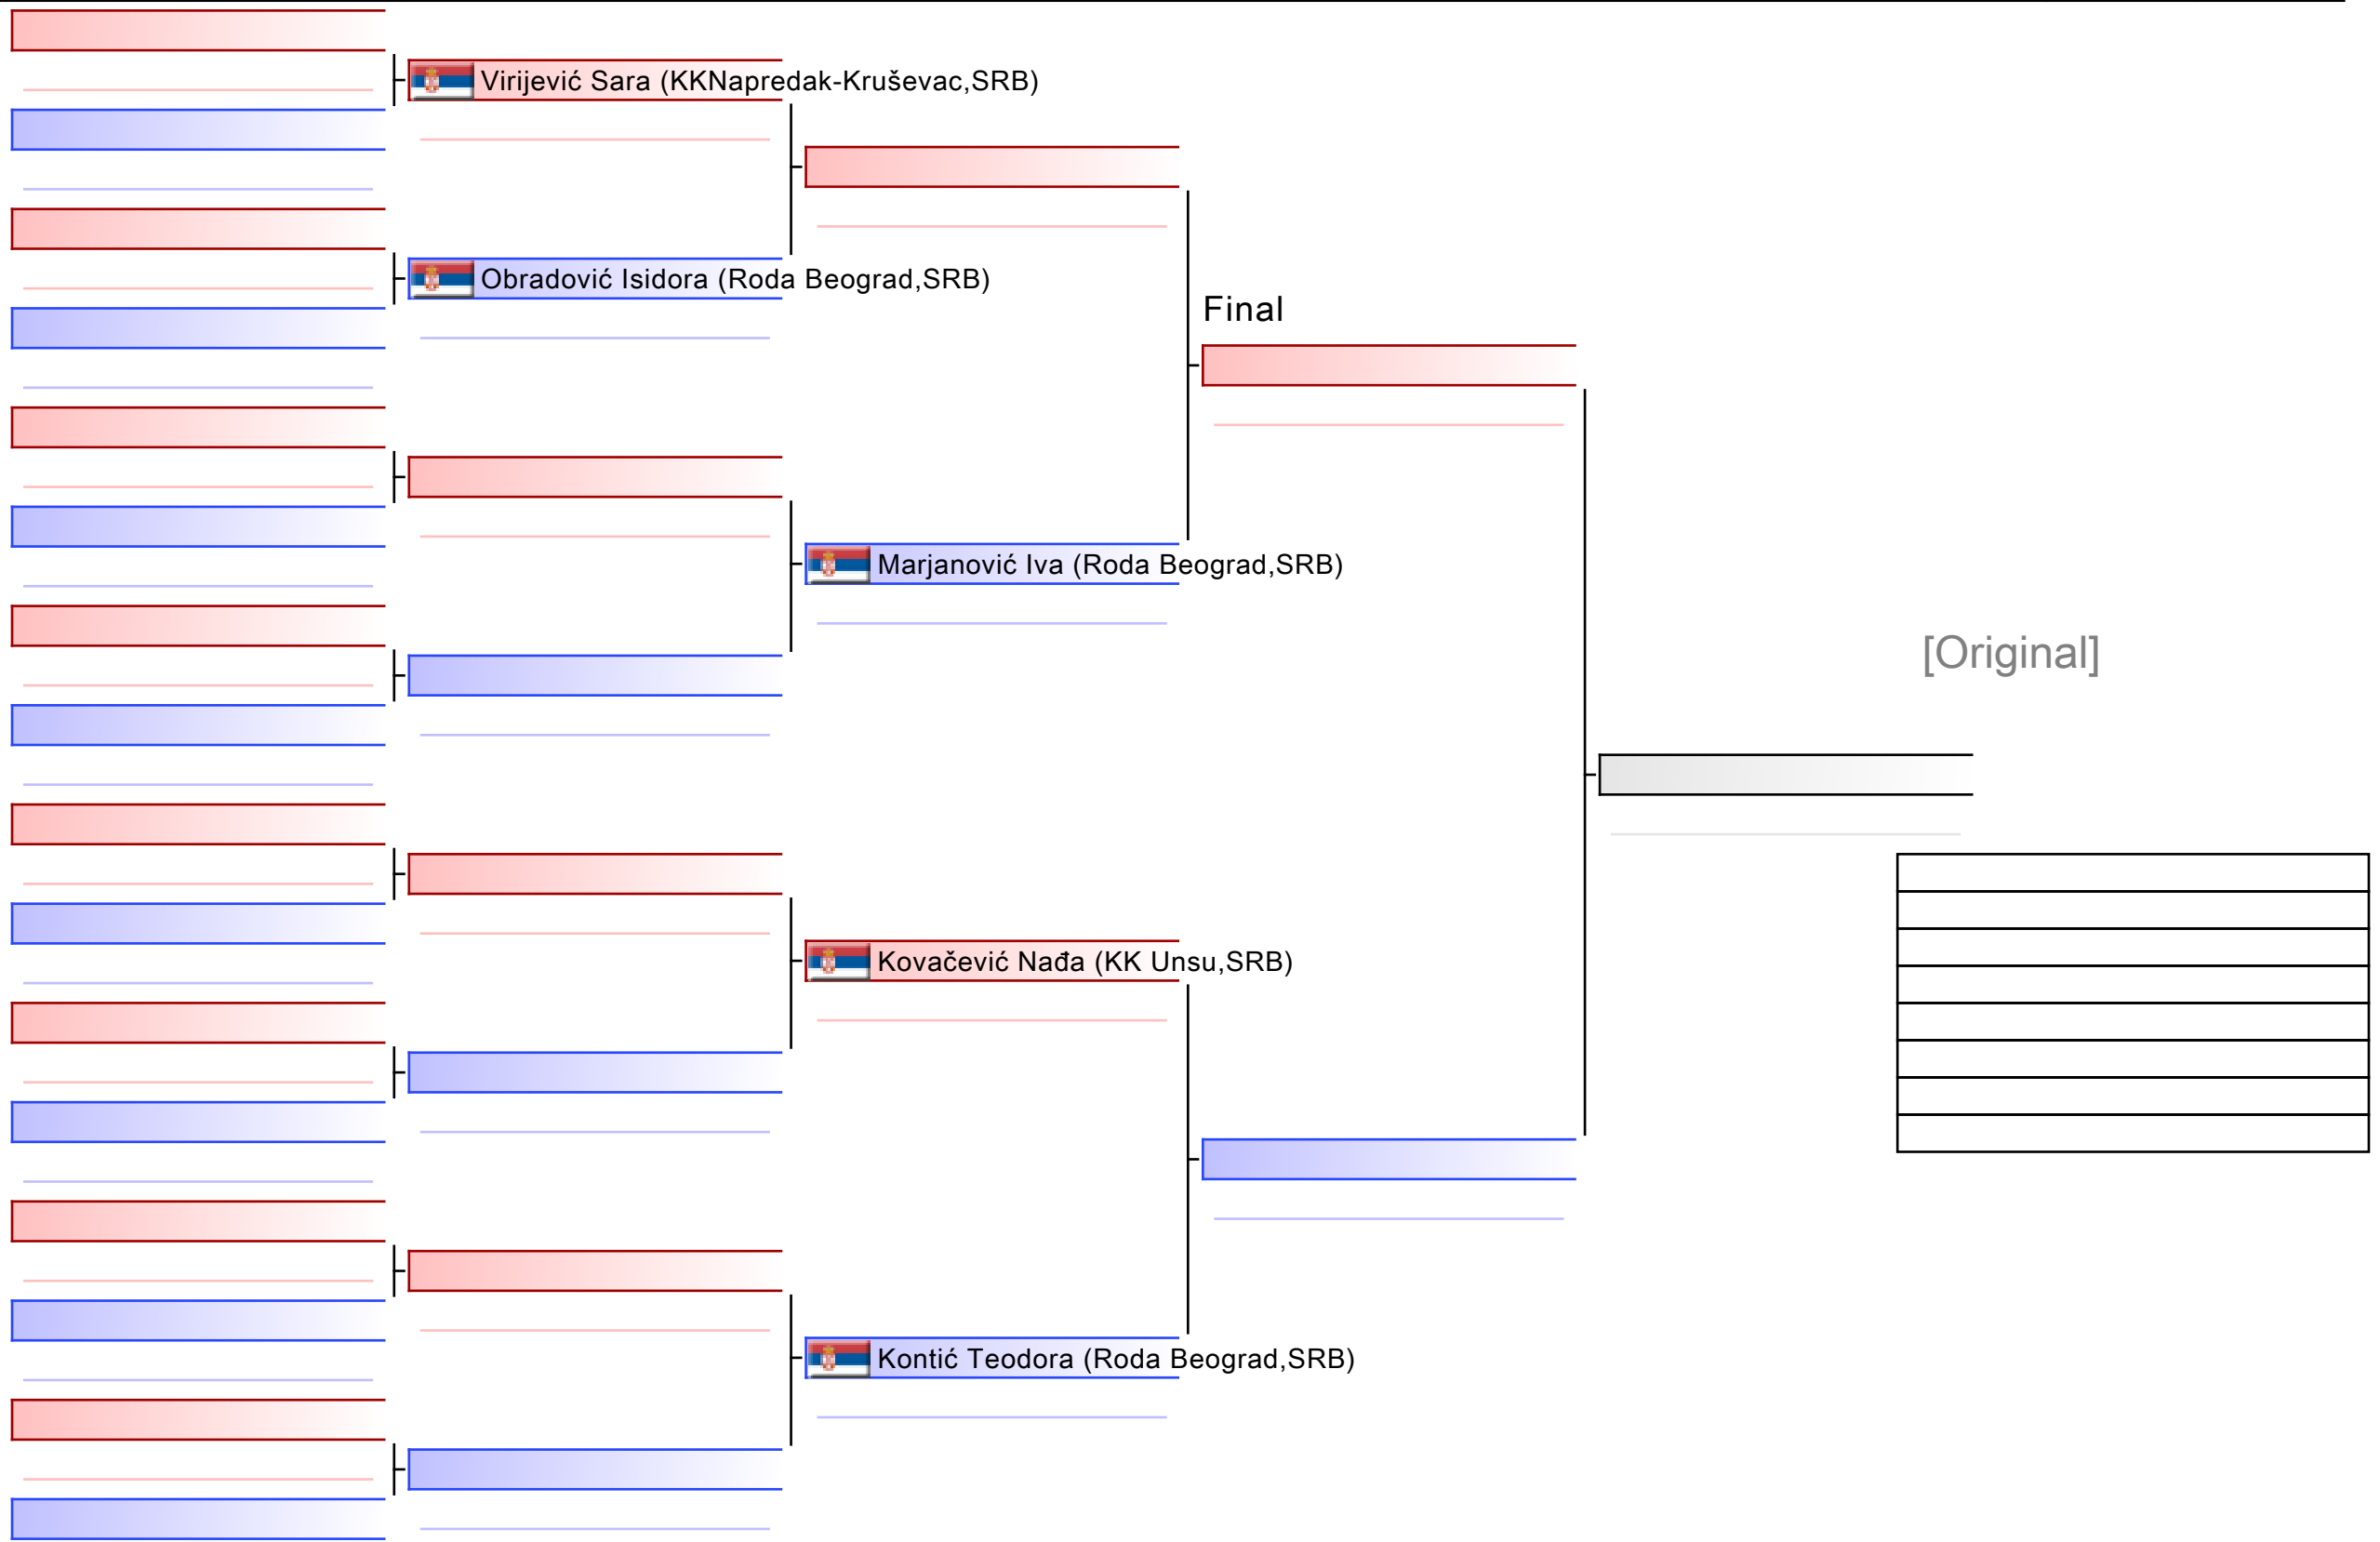 Virijević Sara (KKNapredak-Kruševac,SRB)
Obradović Isidora (Roda Beograd,SRB)
Final
Marjanović Iva (Roda Beograd,SRB)
[Original]
Kovačević Nađa (KK Unsu,SRB)
Kontić Teodora (Roda Beograd,SRB)